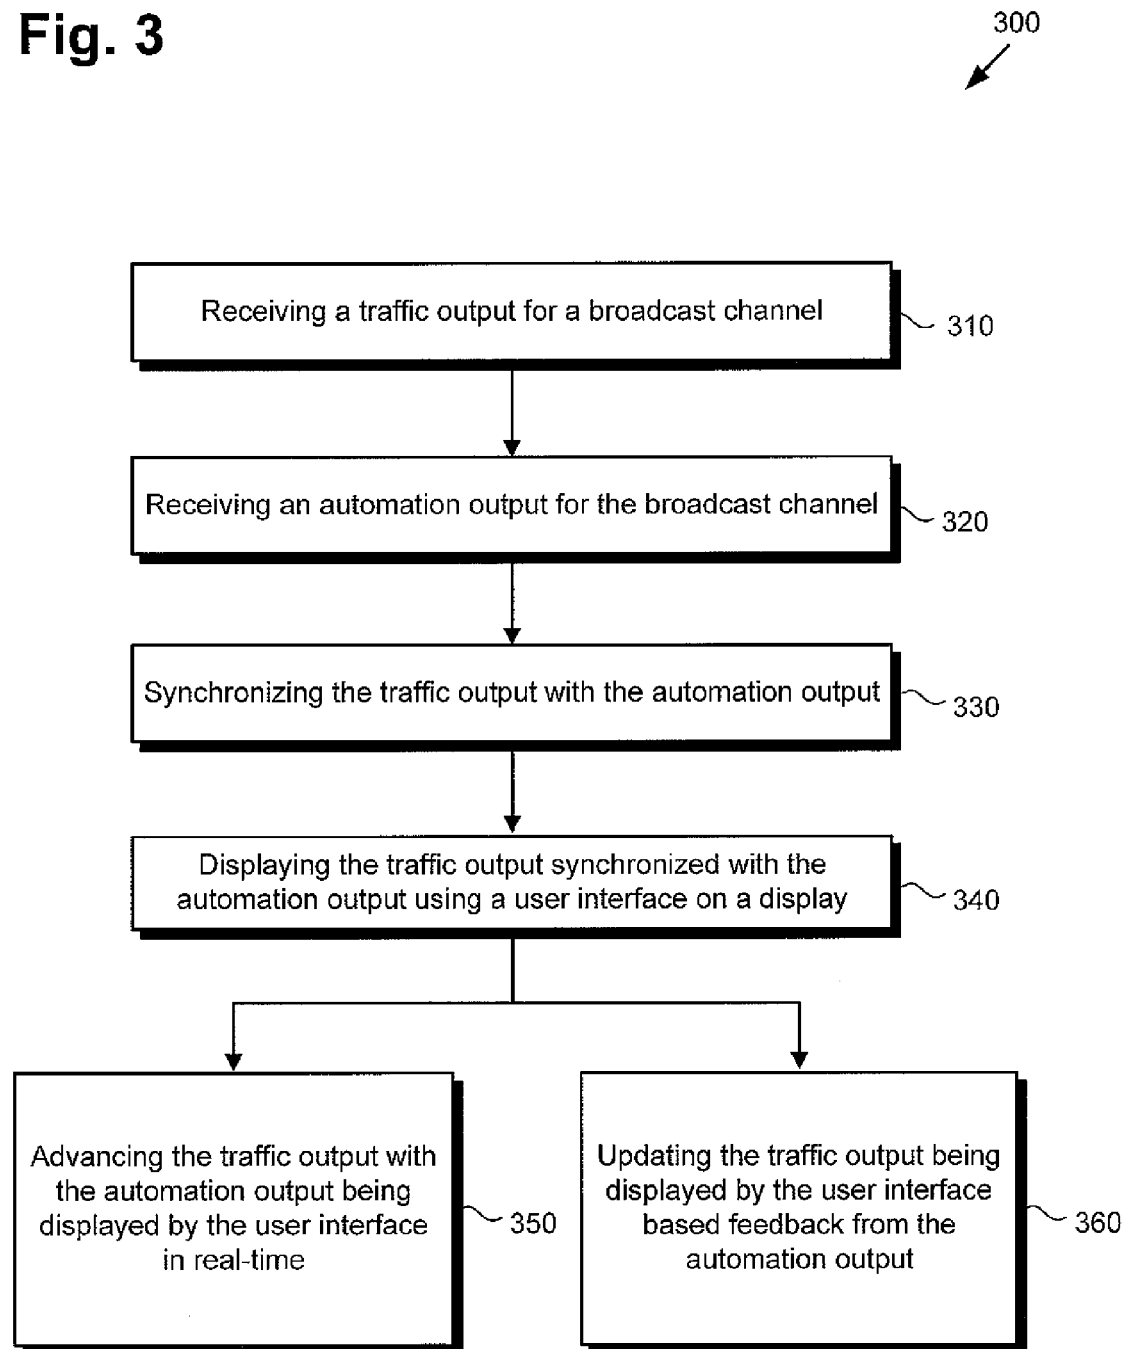 Fig. 3
300
Receiving a traffic output for a broadcast channel
310
Receiving an automation output for the broadcast channel
320
Synchronizing the traffic output with the automation output
330
Displaying the traffic output synchronized with the
automation output using a user interface on a display
340
Advancing the traffic output with
the automation output being
displayed by the user interface
in real-time
350
Updating the traffic output being
displayed by the user interface
based feedback from the
automation output
360